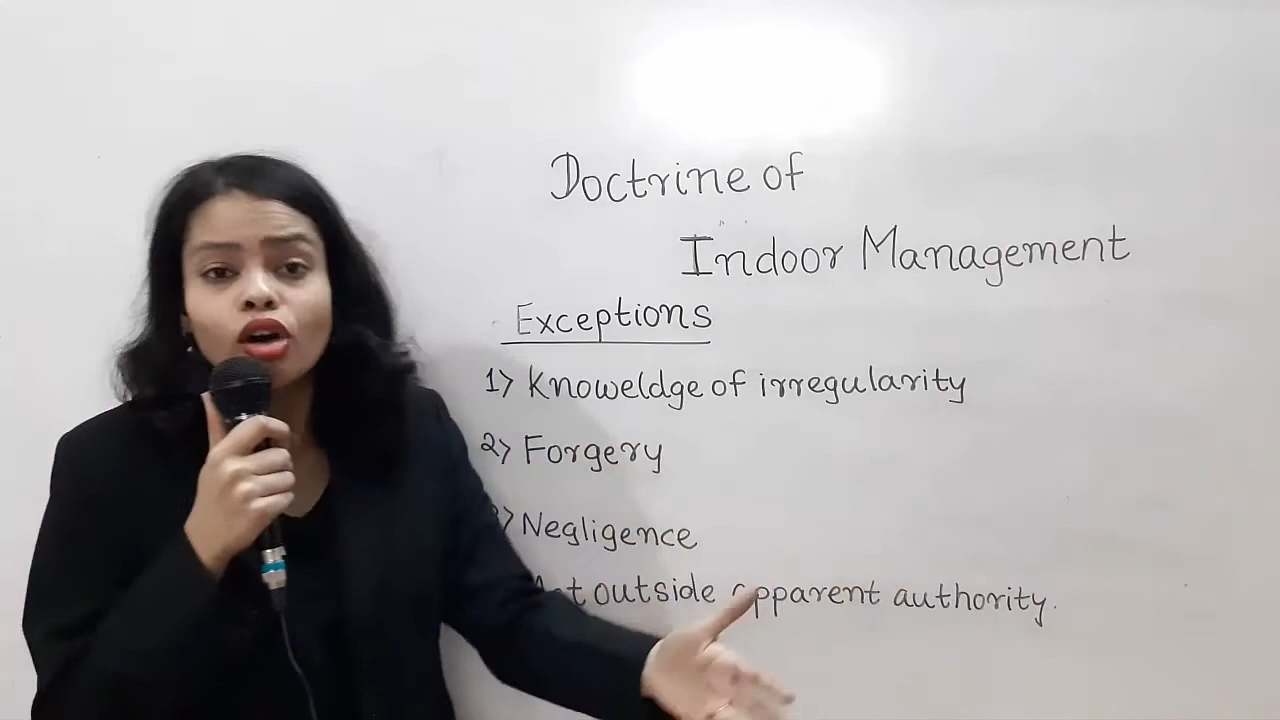 Doctrine of
Indoor Management
Exceptions
1> Knoweldge of irregularity
2> Forgery
> Negligence
outside apparent authority.